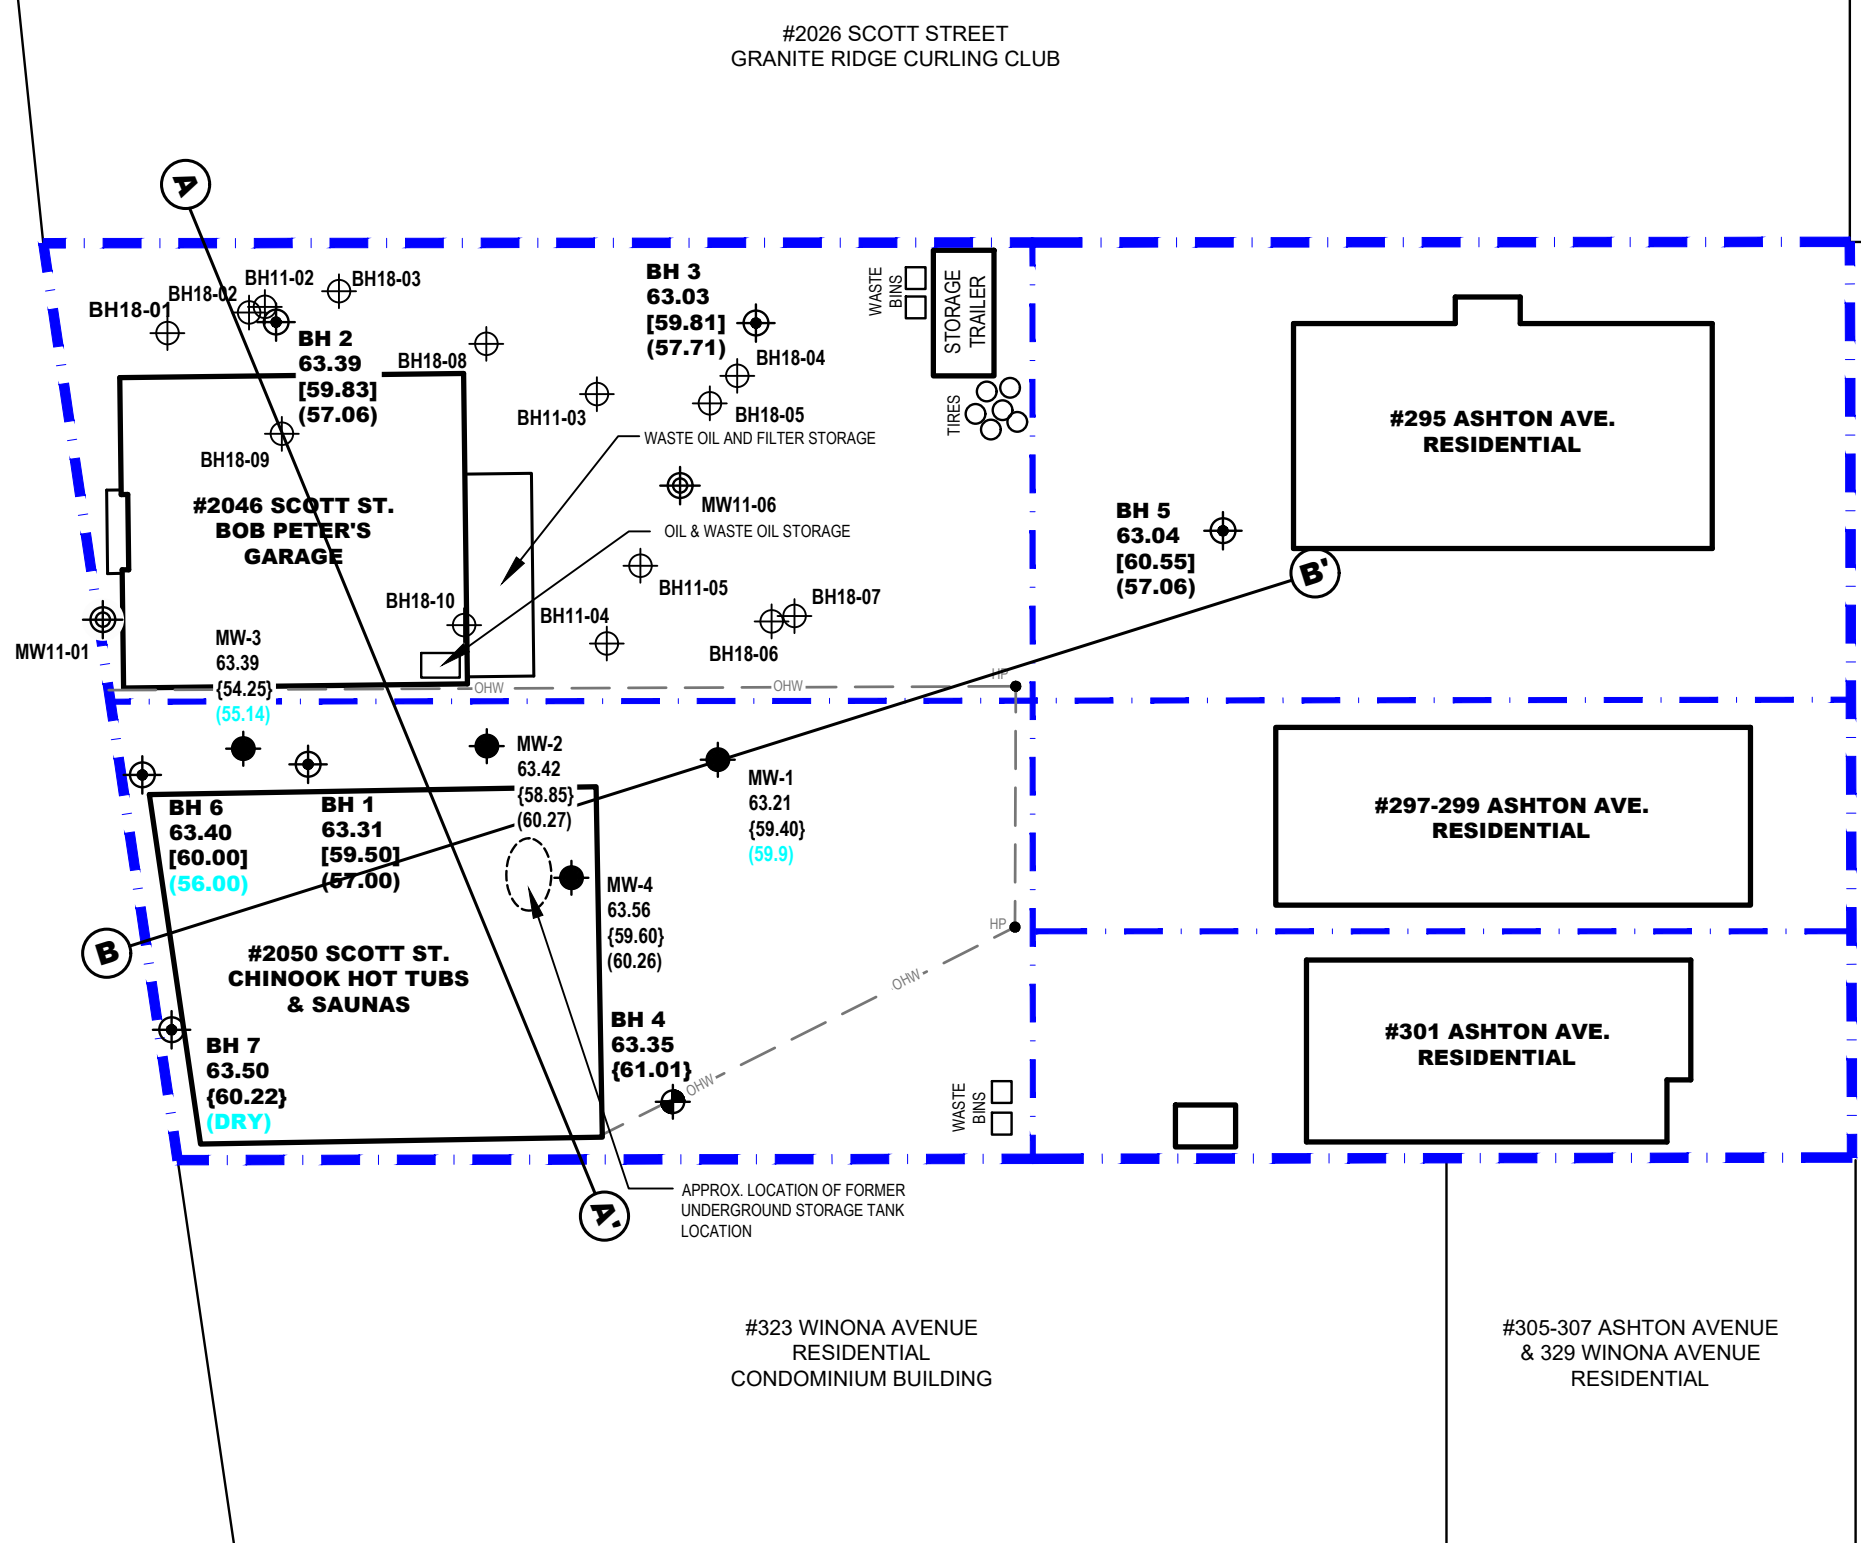 #2026 SCOTT STREET
GRANITE RIDGE CURLING CLUB
A
BH18-01
BH18-02
BH11-02
BH18-03
BH 2
63.39
[59.83]
(57.06)
BH18-08
BH 3
63.03
[59.81]
(57.71)
BH18-04
BH18-05
BH11-03
WASTE
BINS
STORAGE
TRAILER
TIRES
WASTE OIL AND FILTER STORAGE
BH18-09
#2046 SCOTT ST.
BOB PETER'S
GARAGE
MW11-06
OIL & WASTE OIL STORAGE
BH11-05
BH18-10
BH11-04
BH18-07
BH18-06
MW11-01
MW-3
63.39
{54.25}
(55.14)
OHW
OHW
HP
#295 ASHTON AVE.
RESIDENTIAL
BH 5
63.04
[60.55]
(57.06)
B'
MW-2
63.42
{58.85}
(60.27)
MW-1
63.21
{59.40}
(59.9)
BH 6
63.40
[60.00]
(56.00)
BH 1
63.31
[59.50]
(57.00)
#297-299 ASHTON AVE.
RESIDENTIAL
MW-4
63.56
{59.60}
(60.26)
HP
OHW
B
#2050 SCOTT ST.
CHINOOK HOT TUBS
& SAUNAS
BH 4
63.35
{61.01}
OHW
BH 7
63.50
{60.22}
(DRY)
WASTE
BINS
#301 ASHTON AVE.
RESIDENTIAL
A'
APPROX. LOCATION OF FORMER
UNDERGROUND STORAGE TANK
LOCATION
#323 WINONA AVENUE
RESIDENTIAL
CONDOMINIUM BUILDING
#305-307 ASHTON AVENUE
& 329 WINONA AVENUE
RESIDENTIAL